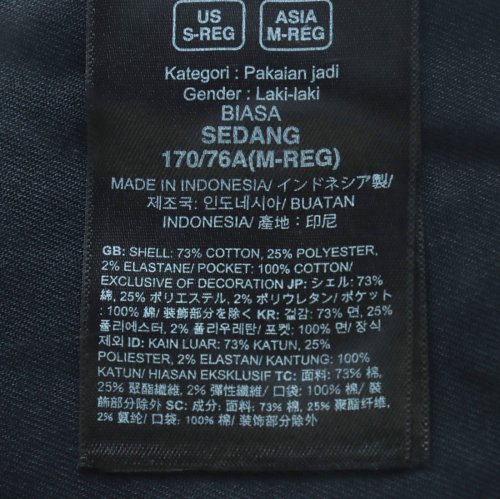 US
S-REG
ASIA
M-REG
Kategori : Pakaian jadi
Gender : Laki-laki
BIASA
SEDANG
170/76A(M-REG)
MADE IN INDONESIA/ インドネシア製/
제조국: 인도네시아/ BUATAN
INDONESIA/ 產地：印尼
GB: SHELL: 73% COTTON, 25% POLYESTER,
2% ELASTANE/ POCKET: 100% COTTON/
EXCLUSIVE OF DECORATION JP: シェル: 73%
綿, 25% ポリエステル, 2% ポリウレタン/ ポケット
: 100% 綿/ 装飾部分を除く KR: 겉감: 73% 면, 25%
폴리에스터, 2% 폴리우레탄/ 포켓: 100% 면/ 장식
제외 ID: KAIN LUAR: 73% KATUN, 25%
POLIESTER, 2% ELASTAN/ KANTUNG: 100%
KATUN/ HIASAN EKSKLUSIF TC: 面料: 73% 棉,
25% 聚酯纖維, 2% 彈性纖維/ 口袋: 100% 棉/ 裝
飾部分除外 SC: 成分: 面料: 73% 棉, 25% 聚酯纤维,
2% 氨纶/ 口袋: 100% 棉/ 装饰部分除外